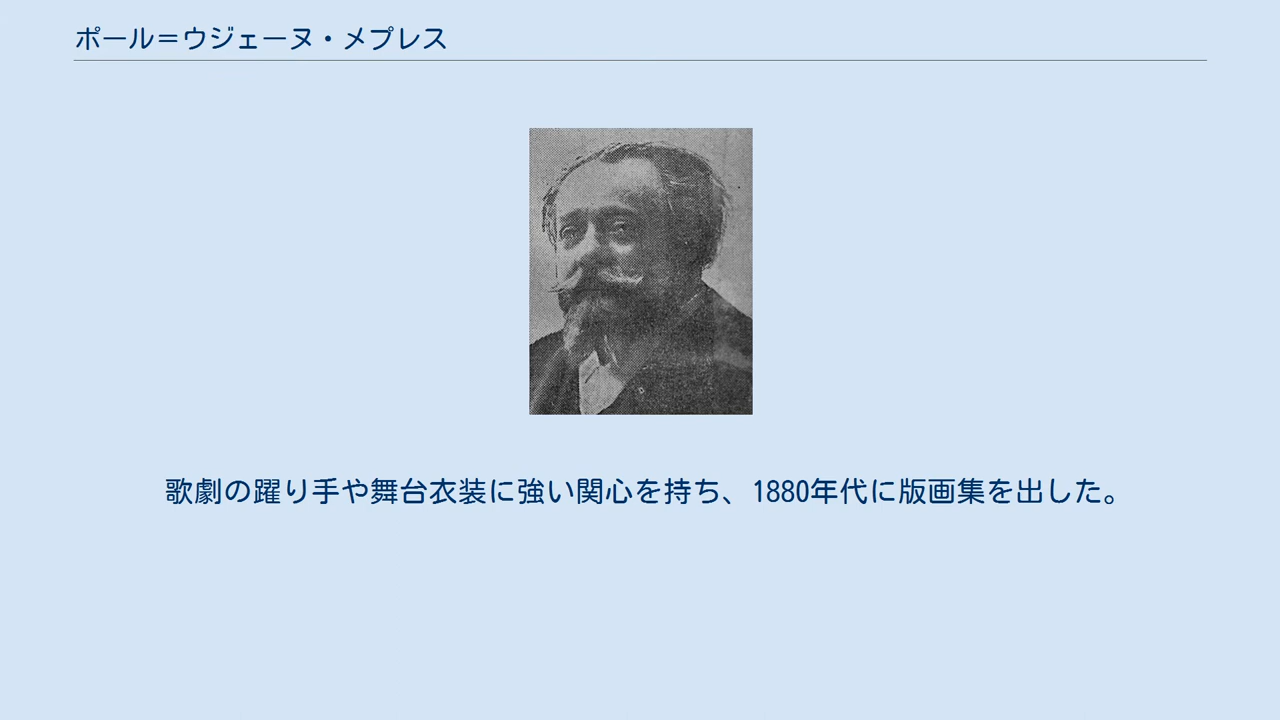 ポール＝ウジェーヌ・メプレス
歌劇の躍り手や舞台衣装に強い関心を持ち、1880年代に版画集を出した。